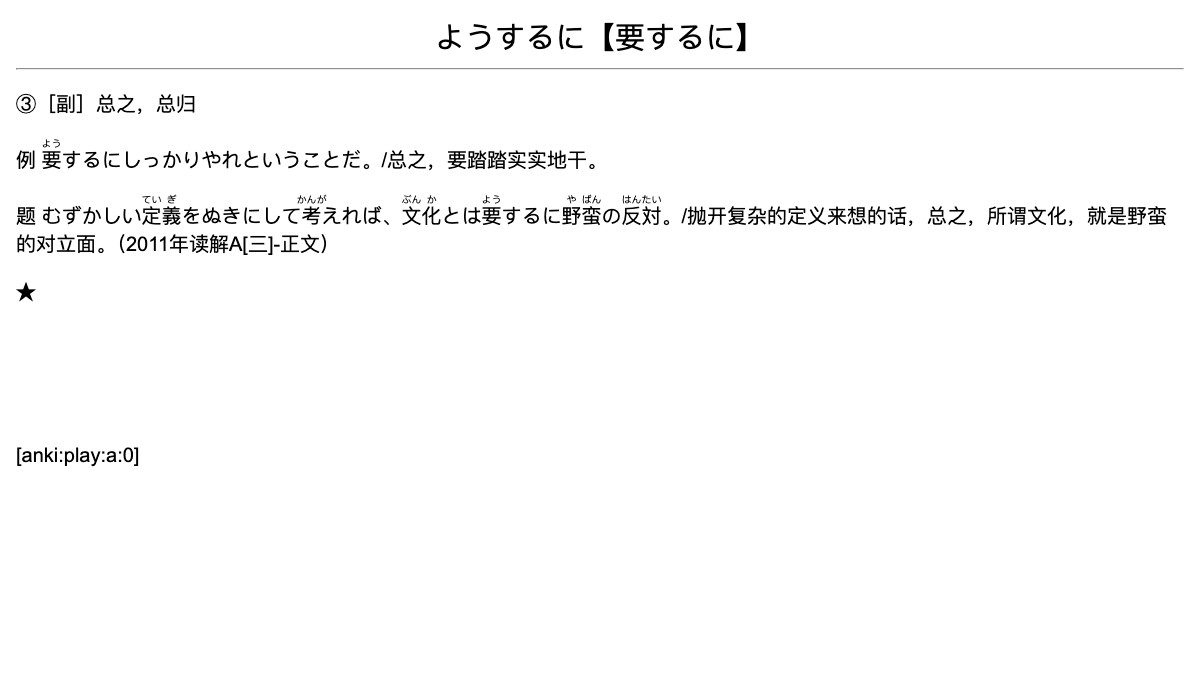 ようするに【要するに】
③［副］总之，总归
よう
例 要するにしっかりやれということだ。/总之，要踏踏实实地干。
てい ぎ かんが ぶん か よう や ばん はんたい
题 むずかしい定義をぬきにして考えれば、文化とは要するに野蛮の反対。/抛开复杂的定义来想的话，总之，所谓文化，就是野蛮
的对立面。（2011年读解A[三]-正文）
★
[anki:play:a:0]